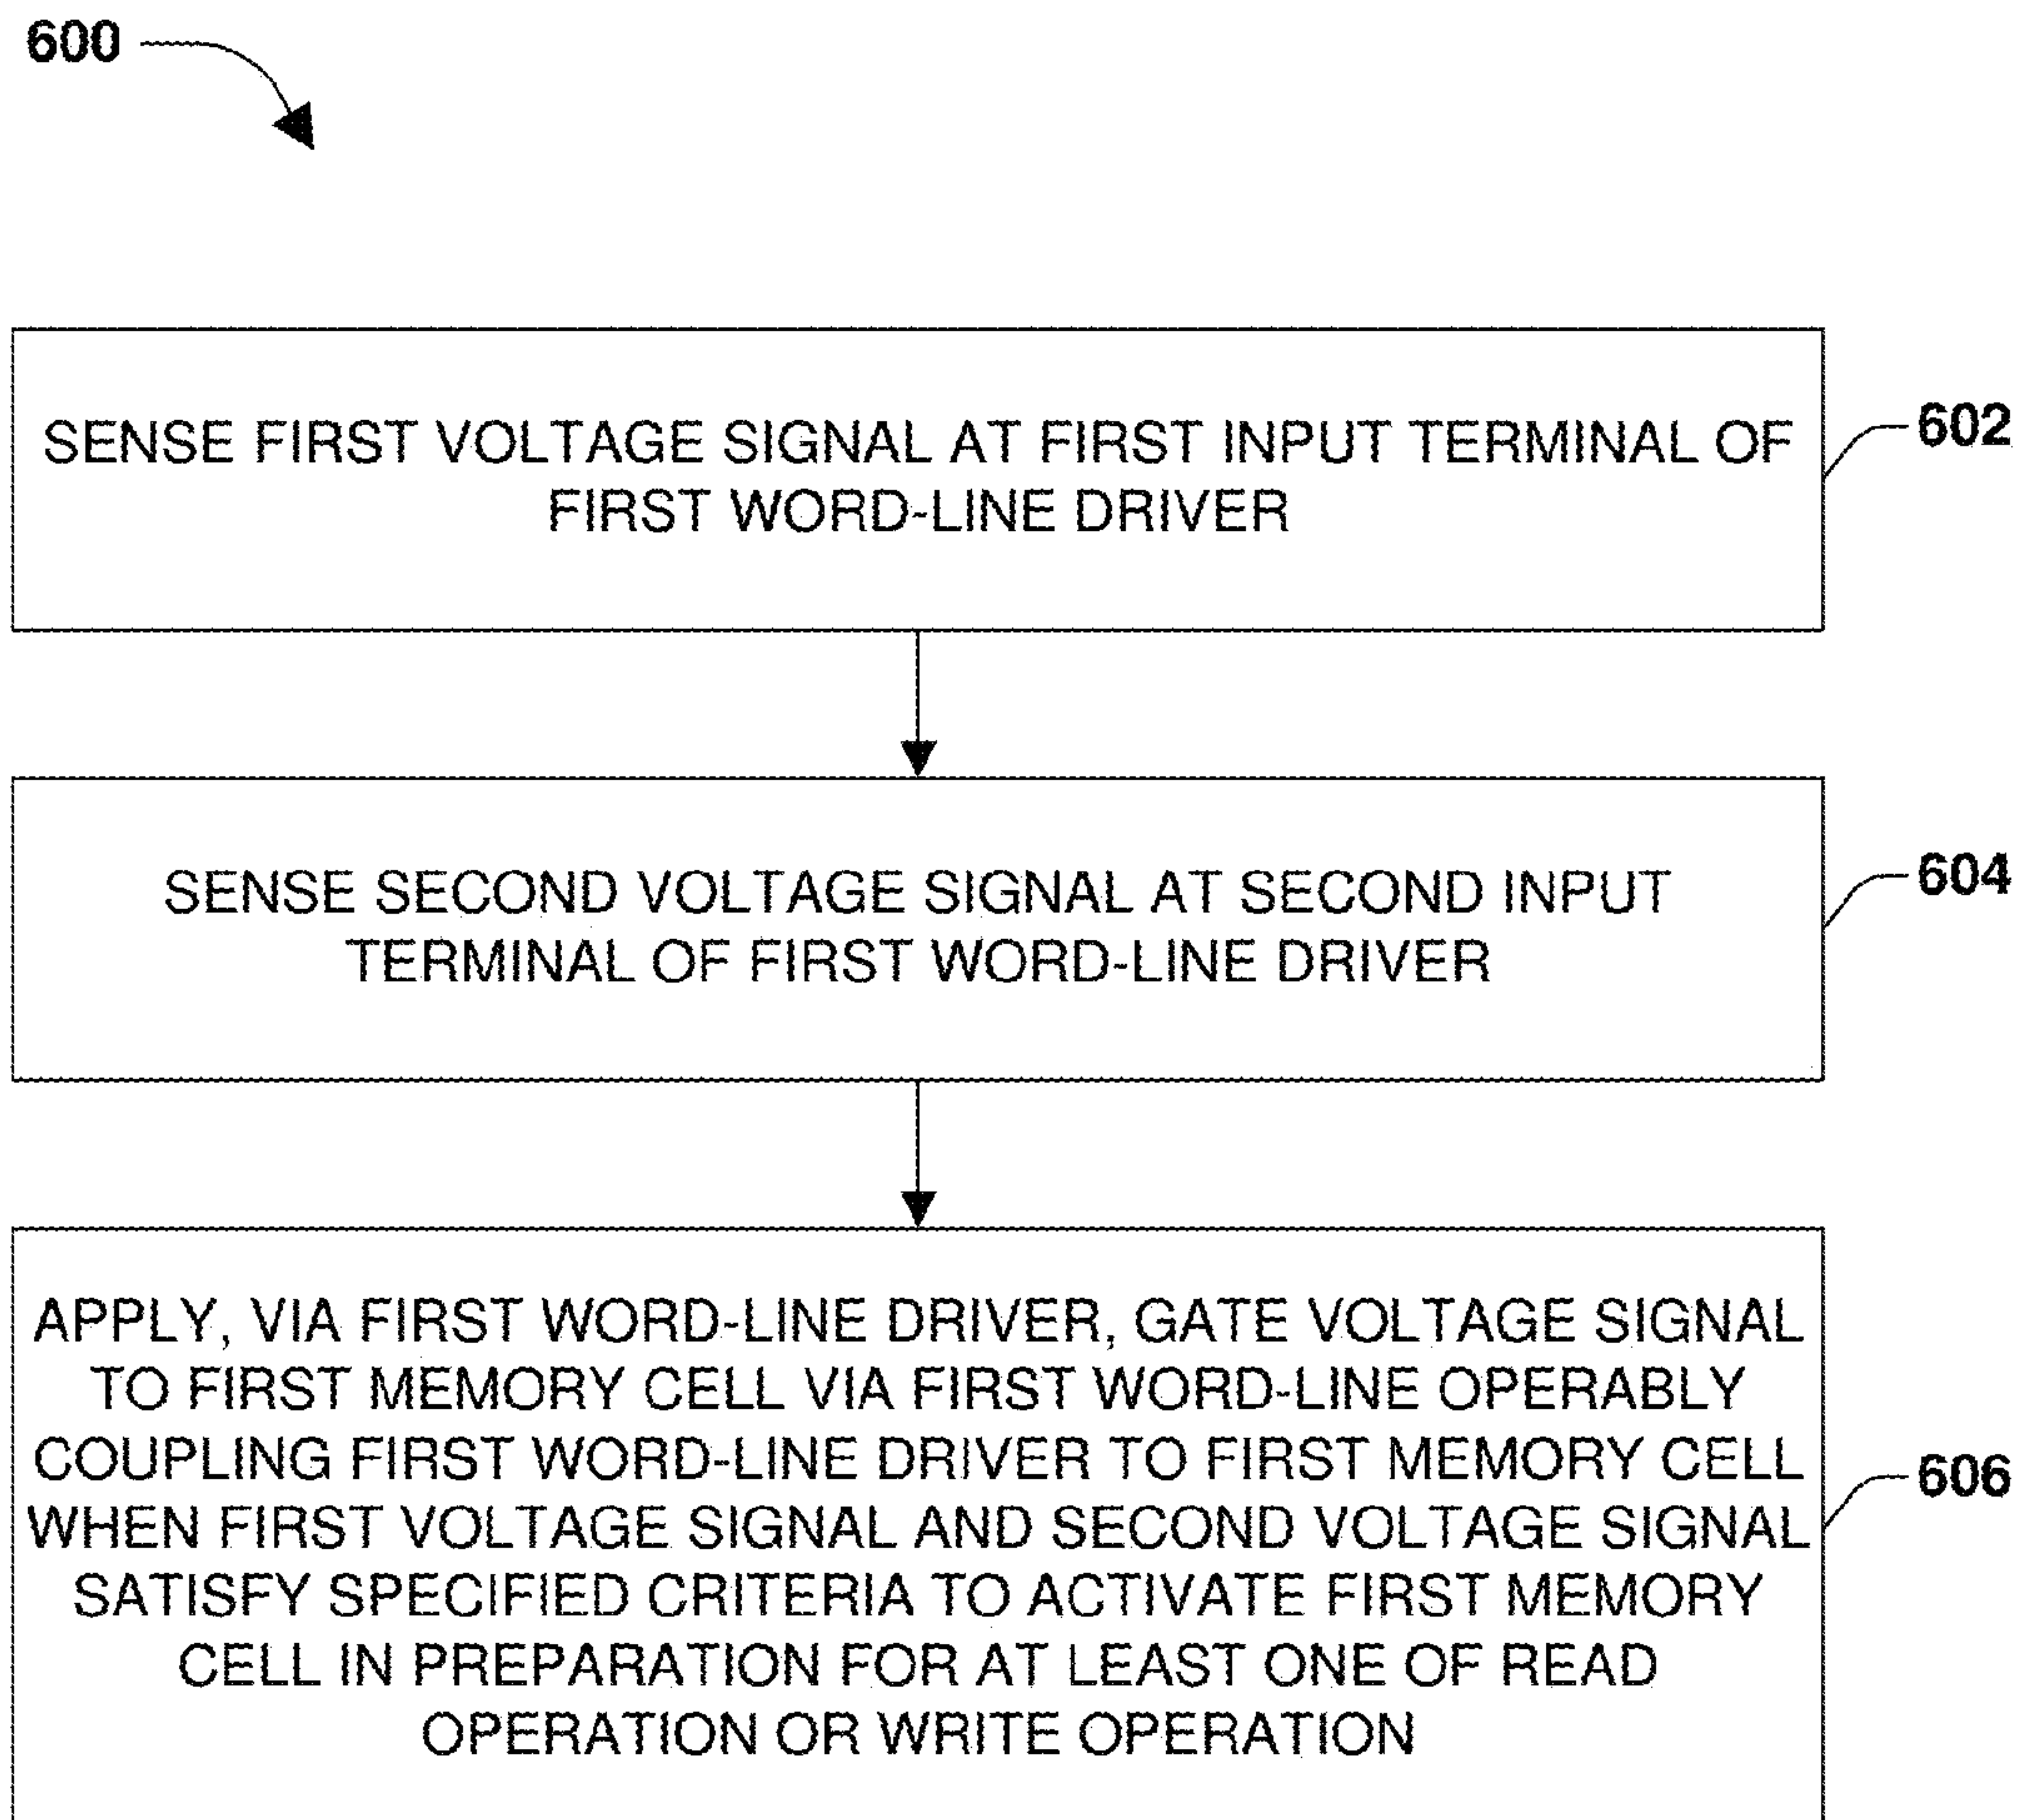 600
SENSE FIRST VOLTAGE SIGNAL AT FIRST INPUT TERMINAL OF
FIRST WORD-LINE DRIVER
602
SENSE SECOND VOLTAGE SIGNAL AT SECOND INPUT
TERMINAL OF FIRST WORD-LINE DRIVER
604
APPLY, VIA FIRST WORD-LINE DRIVER, GATE VOLTAGE SIGNAL
TO FIRST MEMORY CELL VIA FIRST WORD-LINE OPERABLY
COUPLING FIRST WORD-LINE DRIVER TO FIRST MEMORY CELL
WHEN FIRST VOLTAGE SIGNAL AND SECOND VOLTAGE SIGNAL
SATISFY SPECIFIED CRITERIA TO ACTIVATE FIRST MEMORY
CELL IN PREPARATION FOR AT LEAST ONE OF READ
OPERATION OR WRITE OPERATION
606